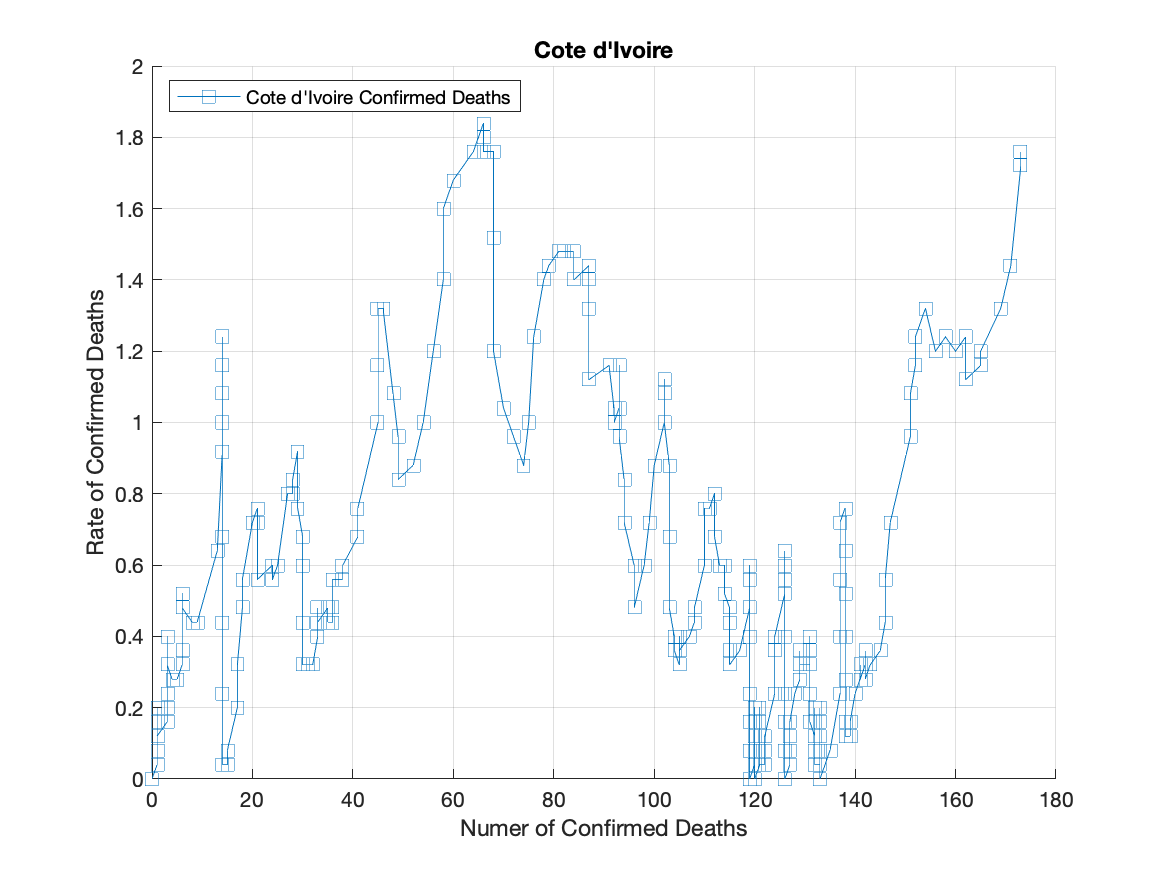 Cote d'Ivoire
Cote d'Ivoire Confirmed Deaths
Rate of Confirmed Deaths
2
1.8
1.6
1.4
1.2
1
0.8
0.6
0.4
0.2
0
0 20 40 60 80 100 120 140 160 180
Numer of Confirmed Deaths